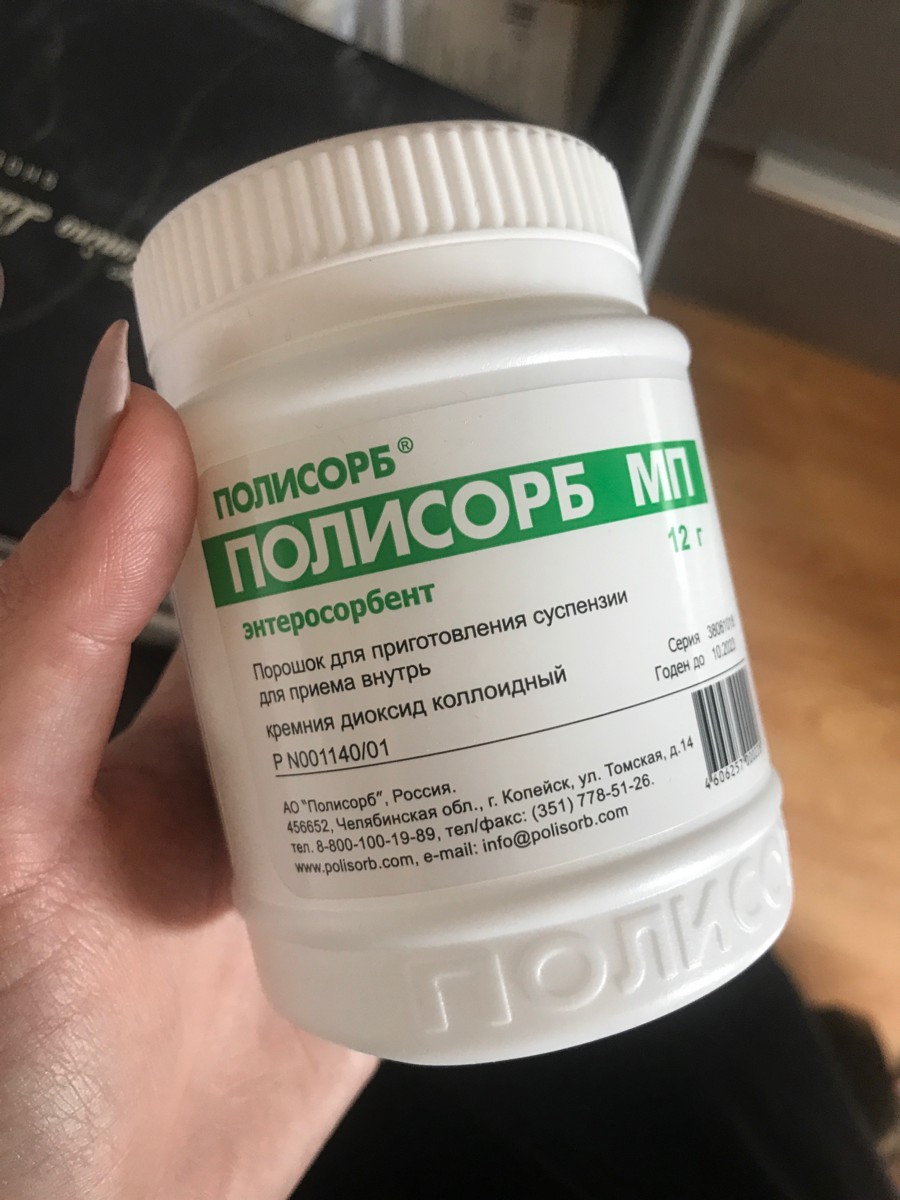 ПОЛИСОРБ®
ПОЛИСОРБ МП
12 г
энтеросорбент
Порошок для приготовления суспензии
для приема внутрь
кремния диоксид коллоидный
P N001140/01
Серия
Годен до 10.2023
АО "Полисорб", Россия.
456652, Челябинская обл., г. Копейск, ул. Томская, д.14
тел. 8-800-100-19-89, тел/факс: (351) 778-51-26.
www.polisorb.com, e-mail: info@polisorb.com
ПОЛИСО